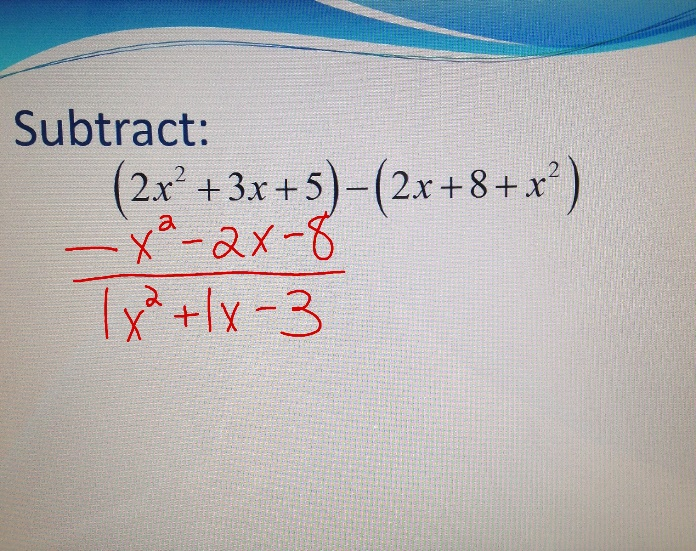 Subtract:
(2x² + 3x + 5) − (2x + 8 + x²)
− x² − 2x − 8
1x² + 1x − 3